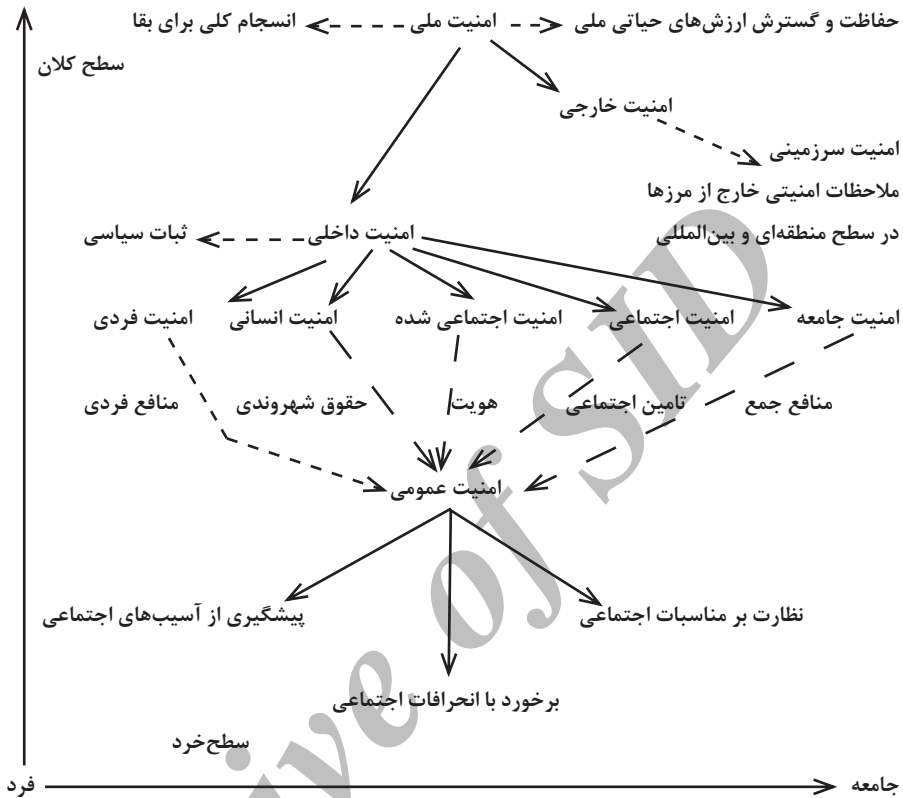 حفاظت و گسترش ارزش‌های حیاتی ملی
امنیت ملی
انسجام کلی برای بقا
سطح کلان
امنیت خارجی
امنیت سرزمینی
ملاحظات امنیتی خارج از مرزها
در سطح منطقه‌ای و بین‌المللی
امنیت داخلی
ثبات سیاسی
امنیت جامعه
امنیت اجتماعی
امنیت اجتماعی شده
امنیت انسانی
امنیت فردی
منافع جمع
تامین اجتماعی
هویت
حقوق شهروندی
منافع فردی
امنیت عمومی
نظارت بر مناسبات اجتماعی
پیشگیری از آسیب‌های اجتماعی
برخورد با انحرافات اجتماعی
سطح‌خرد
جامعه
فرد
ive of SID